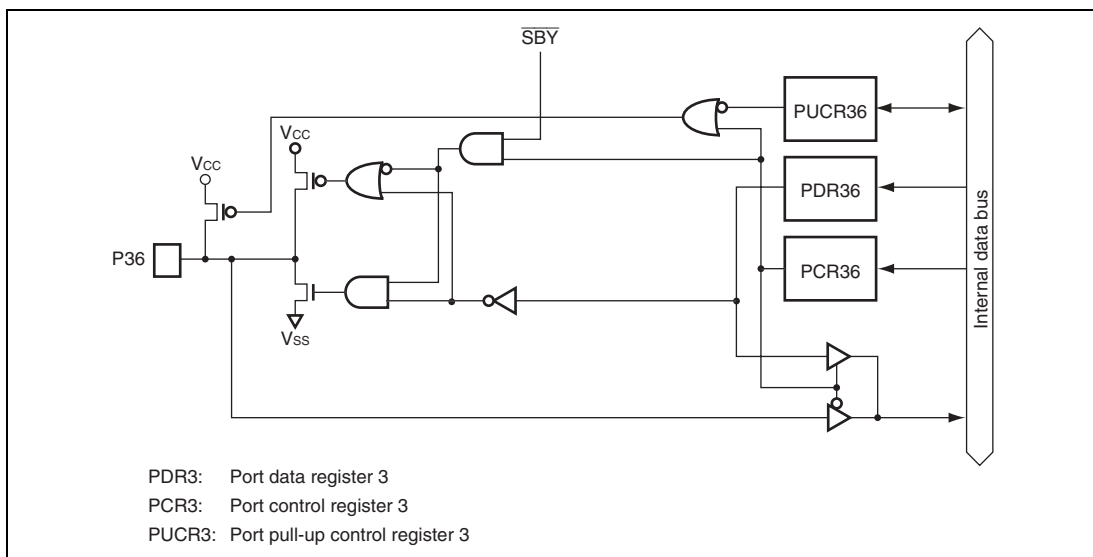 SBY
PUCR36
VCC
VCC
PDR36
P36
PCR36
Internal data bus
VSS
PDR3: Port data register 3
PCR3: Port control register 3
PUCR3: Port pull-up control register 3